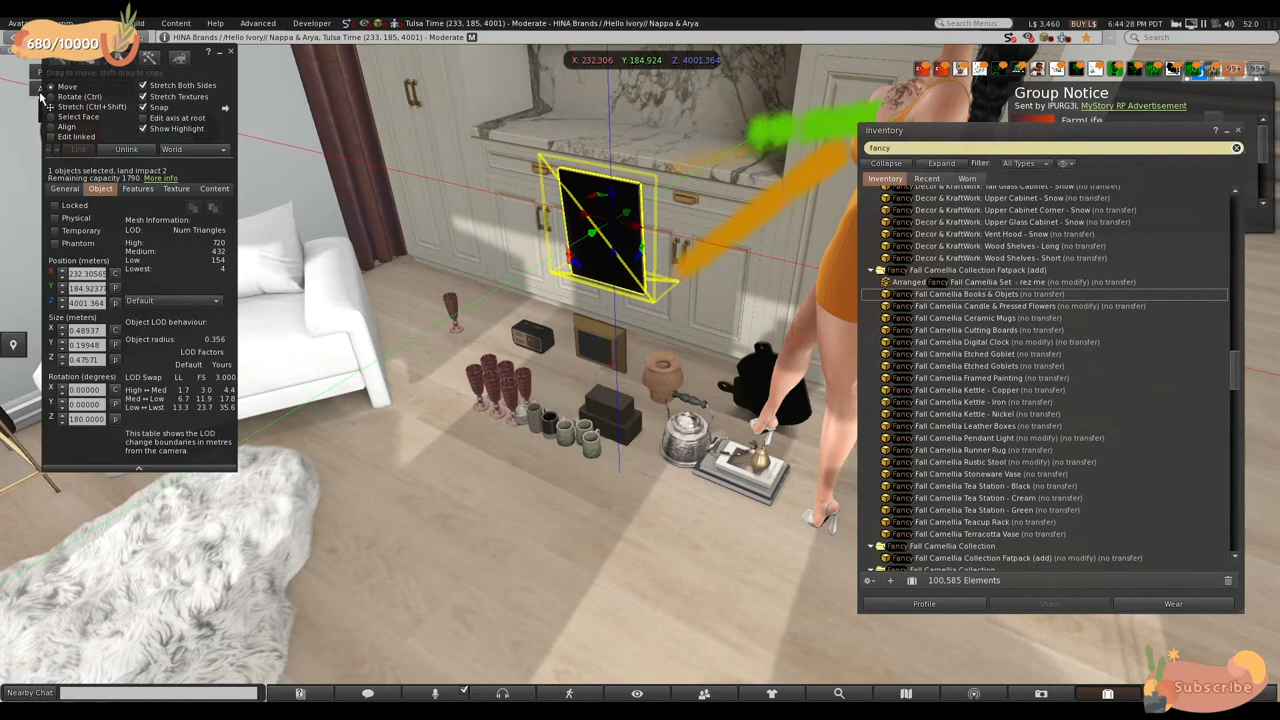 Build Content Help Advanced Developer
Tulsa Time (233, 185, 4001) - Moderate - HINA Brands / /Hello Ivory// Nappa & Arya
Search Menus
L$ 3,460
BUY L$
6:44:28 PM PDT
52.0
HINA Brands / /Hello Ivory// Nappa & Arya, Tulsa Time (233, 185, 4001) - Moderate M
Search
680/10000
X: 232.306 Y: 184.924 Z: 4001.364
99+ 99+
Drag to move, shift-drag to copy
Move
Rotate (Ctrl)
Stretch (Ctrl+Shift)
Select Face
Align
Edit linked
Stretch Both Sides
Stretch Textures
Snap
Edit axis at root
Show Highlight
Link Unlink World
1 objects selected, land impact 2
Remaining capacity 1790. More info
General Object Features Texture Content
Locked
Physical
Temporary
Phantom
Position (meters)
X 232.30565 C
Y 184.92377 C
Z 4001.364 C
Size (meters)
X 0.48937 C
Y 0.19948 p
Z 0.47571 p
Rotation (degrees)
X 0.00000 C
Y 0.00000 p
Z 180.0000 p
Mesh Information:
LOD: Num Triangles
High: 720
Medium: 432
Low: 154
Lowest: 4
Default
Object LOD behaviour:
Object radius: 0.356
LOD Factors
Default Yours
LOD Swap LL FS 3.000
High ↔ Med 1.7 3.0 4.4
Med ↔ Low 6.7 11.9 17.8
Low ↔ Lwst 13.3 23.7 35.6
This table shows the LOD
change boundaries in metres
from the camera.
Group Notice
Sent by IPURG3I, MyStory RP Advertisement
FarmLife
Inventory
fancy
Collapse Expand Filter: All Types
Inventory Recent Worn
Fancy Decor & KraftWork: Tall Glass Cabinet - Snow (no transfer)
Fancy Decor & KraftWork: Upper Cabinet - Snow (no transfer)
Fancy Decor & KraftWork: Upper Cabinet Corner - Snow (no transfer)
Fancy Decor & KraftWork: Upper Glass Cabinet - Snow (no transfer)
Fancy Decor & KraftWork: Vent Hood - Snow (no transfer)
Fancy Decor & KraftWork: Wood Shelves - Long (no transfer)
Fancy Decor & KraftWork: Wood Shelves - Short (no transfer)
Fancy Fall Camellia Collection Fatpack (add)
Arranged Fancy Fall Camellia Set - rez me (no modify) (no transfer)
Fancy Fall Camellia Books & Objets (no transfer)
Fancy Fall Camellia Candle & Pressed Flowers (no modify) (no transfer)
Fancy Fall Camellia Ceramic Mugs (no transfer)
Fancy Fall Camellia Cutting Boards (no transfer)
Fancy Fall Camellia Digital Clock (no modify) (no transfer)
Fancy Fall Camellia Etched Goblet (no transfer)
Fancy Fall Camellia Etched Goblets (no transfer)
Fancy Fall Camellia Framed Painting (no transfer)
Fancy Fall Camellia Kettle - Copper (no transfer)
Fancy Fall Camellia Kettle - Iron (no transfer)
Fancy Fall Camellia Kettle - Nickel (no transfer)
Fancy Fall Camellia Leather Boxes (no transfer)
Fancy Fall Camellia Pendant Light (no modify) (no transfer)
Fancy Fall Camellia Runner Rug (no transfer)
Fancy Fall Camellia Rustic Stool (no modify) (no transfer)
Fancy Fall Camellia Stoneware Vase (no transfer)
Fancy Fall Camellia Tea Station - Black (no transfer)
Fancy Fall Camellia Tea Station - Cream (no transfer)
Fancy Fall Camellia Tea Station - Green (no transfer)
Fancy Fall Camellia Teacup Rack (no transfer)
Fancy Fall Camellia Terracotta Vase (no transfer)
Fancy Fall Camellia Collection
Fancy Fall Camellia Collection Fatpack (add) (no modify) (no transfer)
Fancy Fall Camellia Collection
100,585 Elements
Profile Share Wear
Nearby Chat
Subscribe